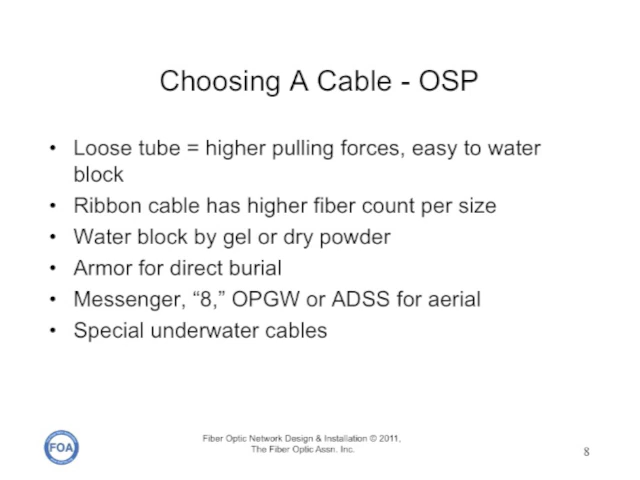 Choosing A Cable - OSP
• Loose tube = higher pulling forces, easy to water
block
• Ribbon cable has higher fiber count per size
• Water block by gel or dry powder
• Armor for direct burial
• Messenger, “8,” OPGW or ADSS for aerial
• Special underwater cables
FOA
Fiber Optic Network Design & Installation © 2011,
The Fiber Optic Assn. Inc.
8